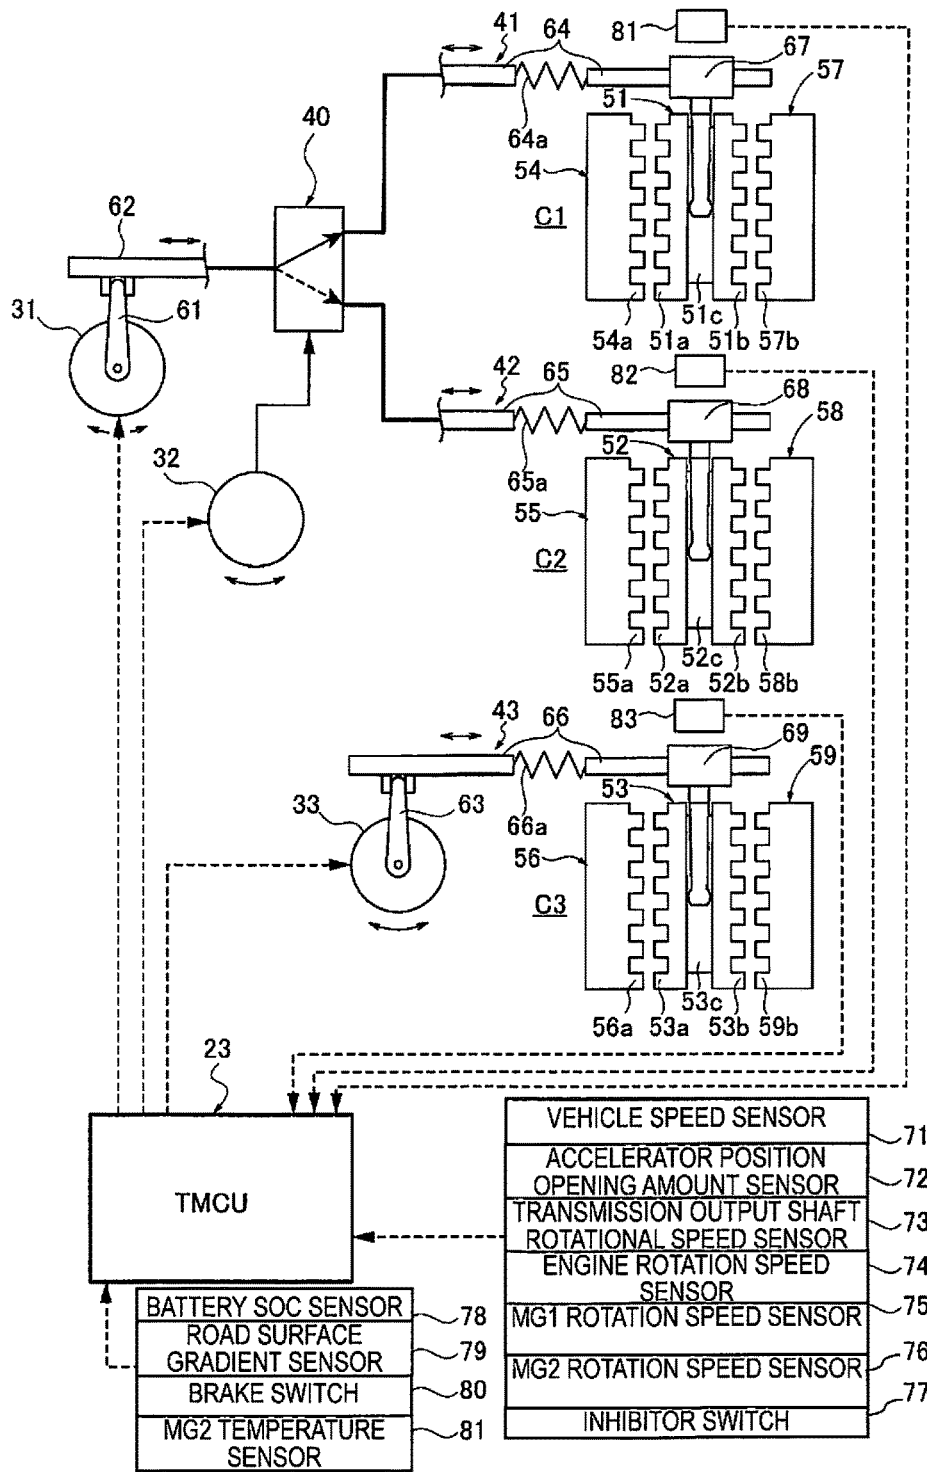 81
41
64
67
57
51
64a
40
54
C1
62
31
61
51c
54a
51a
51b
57b
82
42
65
68
58
52
32
65a
55
C2
52c
55a
52a
52b
58b
83
43
66
69
59
53
33
63
66a
56
C3
53c
56a
53a
53b
59b
23
TMCU
VEHICLE SPEED SENSOR
71
ACCELERATOR POSITION
OPENING AMOUNT SENSOR
72
TRANSMISSION OUTPUT SHAFT
ROTATIONAL SPEED SENSOR
73
ENGINE ROTATION SPEED
SENSOR
74
MG1 ROTATION SPEED SENSOR
75
MG2 ROTATION SPEED SENSOR
76
INHIBITOR SWITCH
77
BATTERY SOC SENSOR
78
ROAD SURFACE
GRADIENT SENSOR
79
BRAKE SWITCH
80
MG2 TEMPERATURE
SENSOR
81